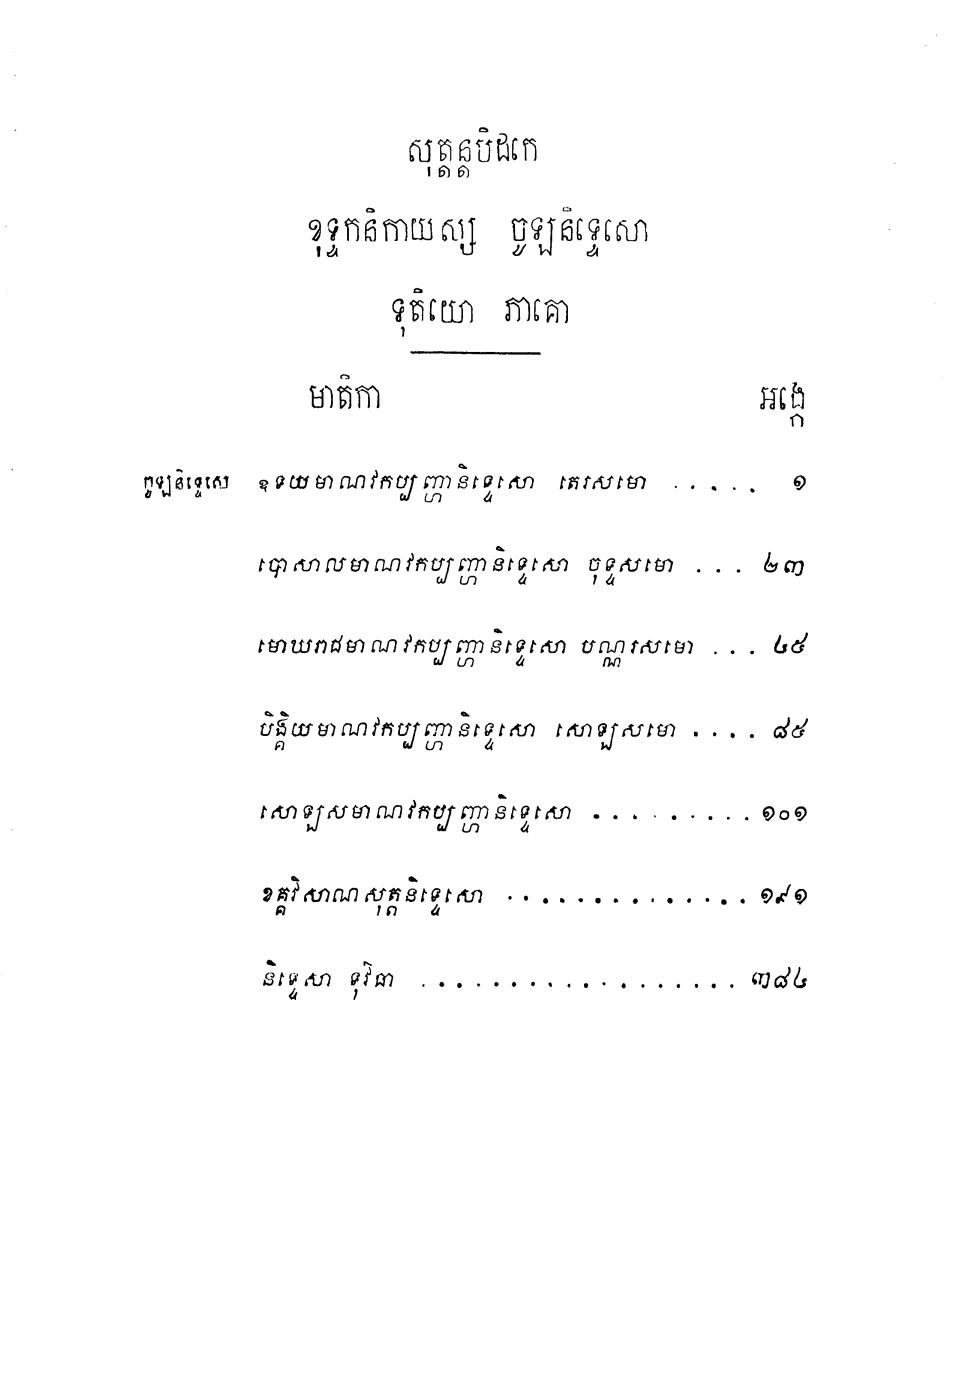 សុត្តន្តបិដកេ
ខុទ្ទកនិកាយស្ស ចូឡនិទ្ទេសោ
ទុតិយោ ភាគោ
មាតិកា អង្កេ
ចូឡនិទ្ទេសេ ឧទយមាណវកប្បញ្ហានិទ្ទេសោ តេរសមោ ..... ១
បោសាលមាណវកប្បញ្ហានិទ្ទេសោ ចុទ្ទសមោ ... ២៣
មោឃរាជមាណវកប្បញ្ហានិទ្ទេសោ បណ្ណរសមោ ... ៤៥
បិង្គិយមាណវកប្បញ្ហានិទ្ទេសោ សោឡសមោ .... ៨៥
សោឡសមាណវកប្បញ្ហានិទ្ទេសោ ......... ១០១
ខគ្គវិសាណសុត្តនិទ្ទេសោ .............. ១៩១
និទ្ទេសា ទុវិធា .................. ៣៨៤